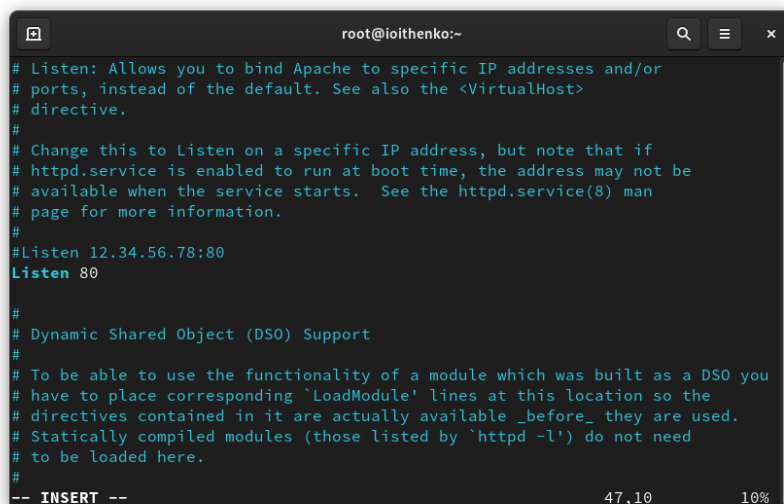 root@ioithenko:~
# Listen: Allows you to bind Apache to specific IP addresses and/or
# ports, instead of the default. See also the <VirtualHost>
# directive.
#
# Change this to Listen on a specific IP address, but note that if
# httpd.service is enabled to run at boot time, the address may not be
# available when the service starts.  See the httpd.service(8) man
# page for more information.
#
#Listen 12.34.56.78:80
Listen 80
#
# Dynamic Shared Object (DSO) Support
#
# To be able to use the functionality of a module which was built as a DSO you
# have to place corresponding `LoadModule' lines at this location so the
# directives contained in it are actually available _before_ they are used.
# Statically compiled modules (those listed by `httpd -l') do not need
# to be loaded here.
#
-- INSERT -- 47,10 10%